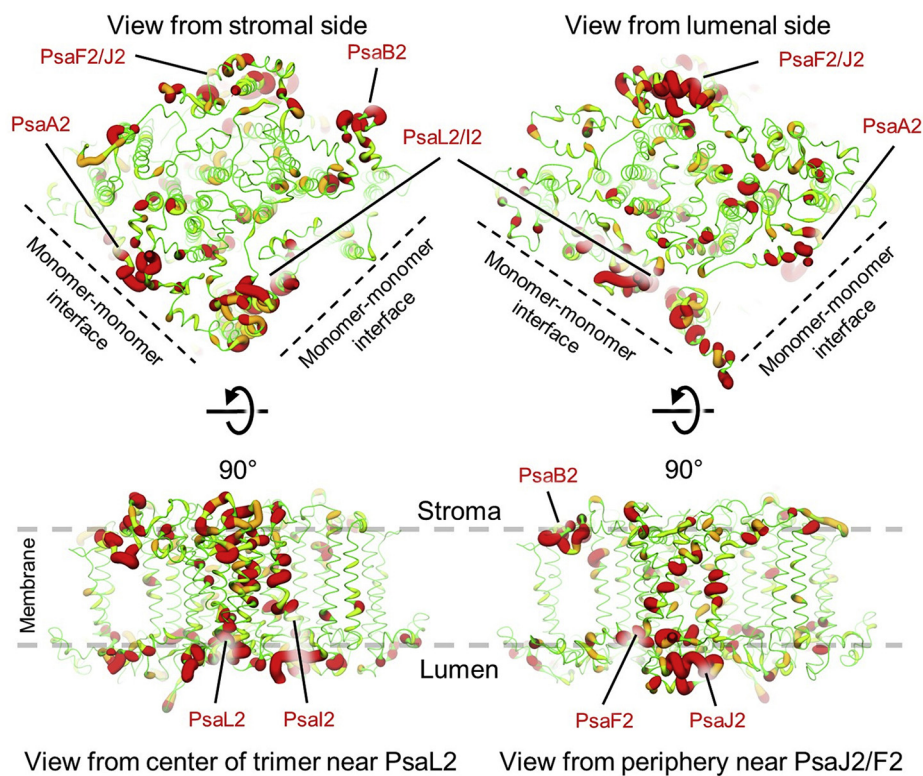 View from stromal side
View from lumenal side
PsaF2/J2
PsaB2
PsaF2/J2
PsaA2
PsaL2/I2
PsaA2
Monomer-monomer
interface
Monomer-monomer
interface
Monomer-monomer
interface
Monomer-monomer
interface
90°
90°
PsaB2
Stroma
Membrane
Lumen
PsaL2
PsaI2
PsaF2
PsaJ2
View from center of trimer near PsaL2
View from periphery near PsaJ2/F2